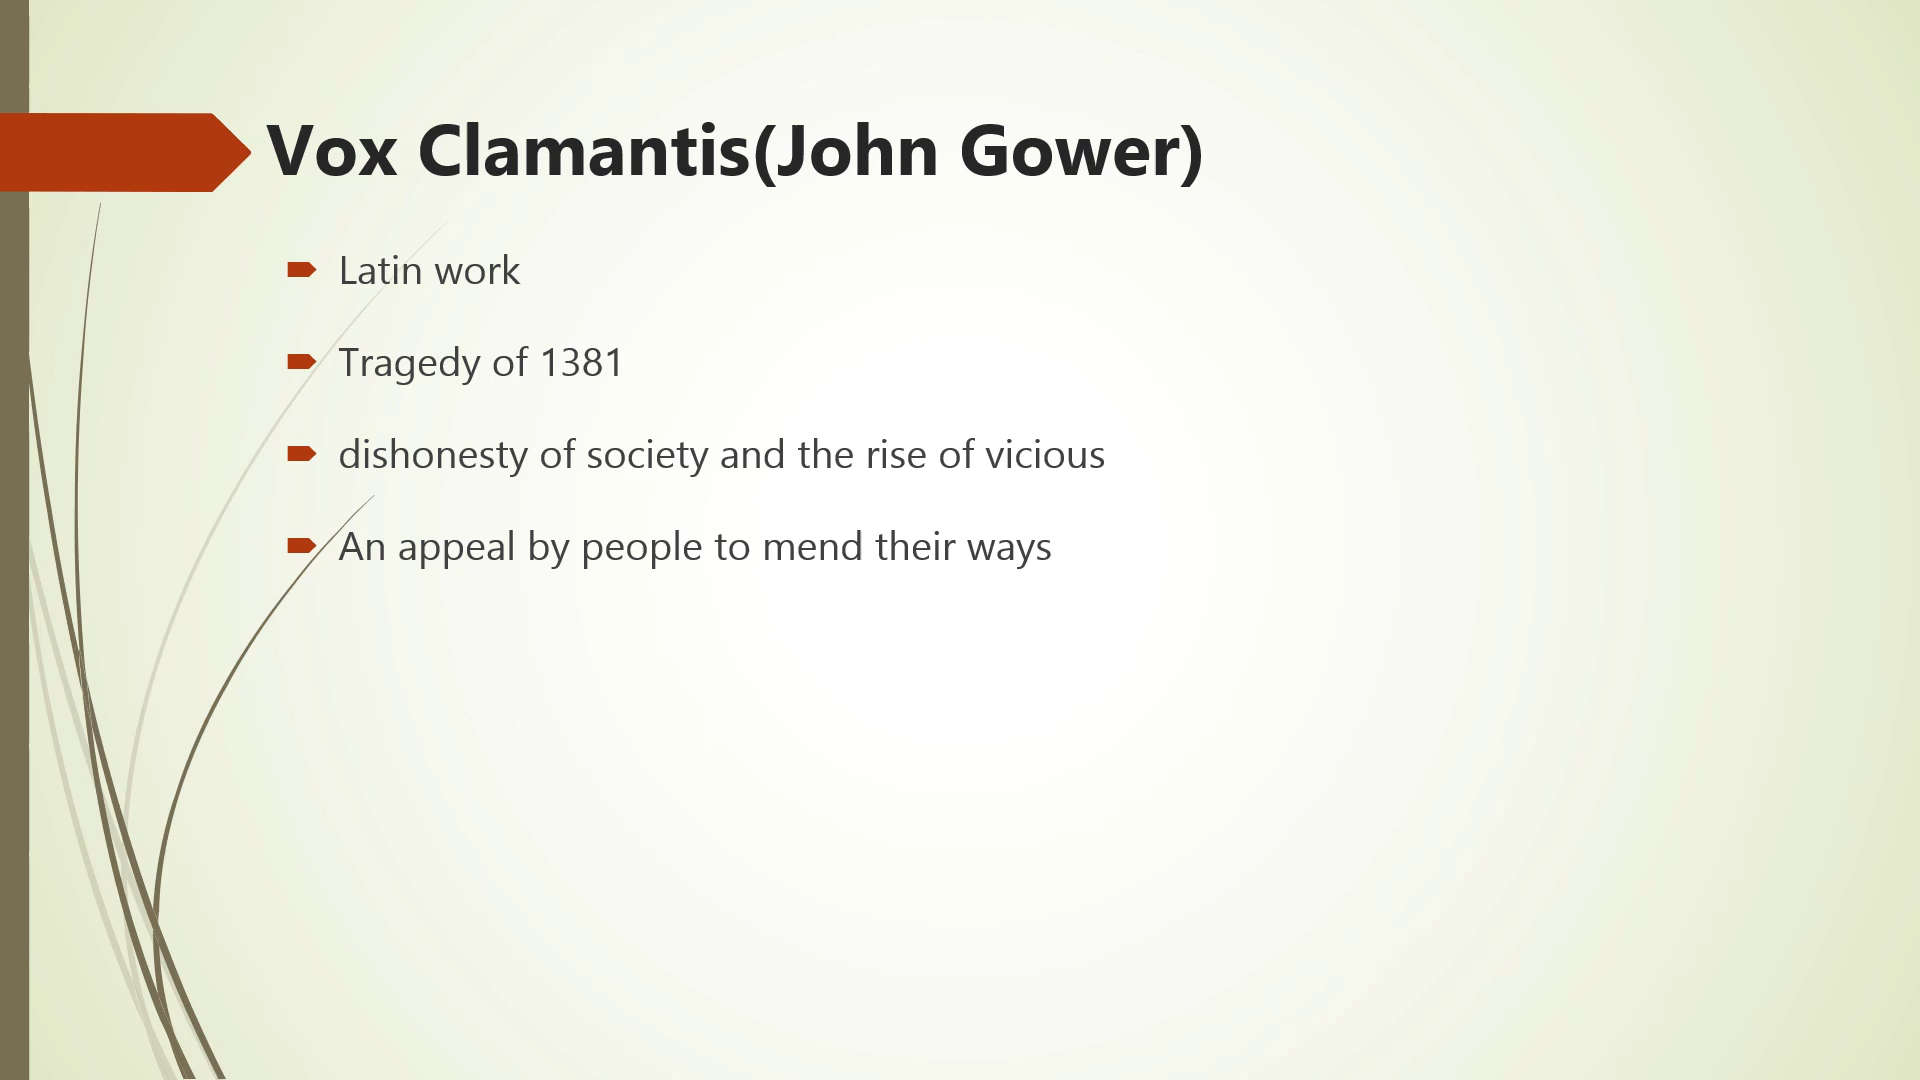 Vox Clamantis(John Gower)
Latin work
Tragedy of 1381
dishonesty of society and the rise of vicious
An appeal by people to mend their ways